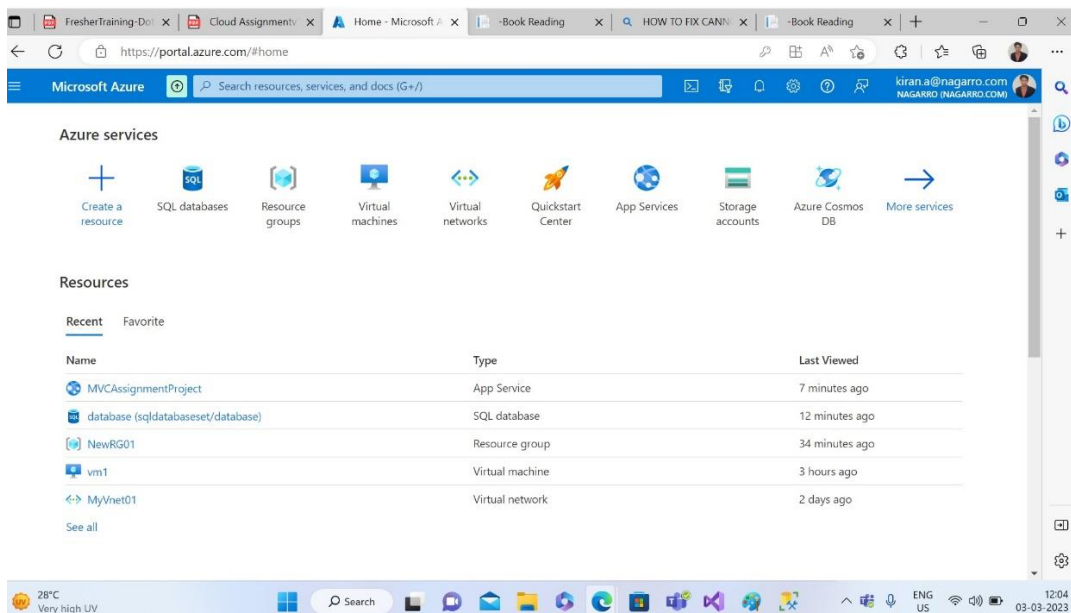 FresherTraining-Dot
Cloud Assignmentv
Home - Microsoft A
-Book Reading
HOW TO FIX CANN
-Book Reading
https://portal.azure.com/#home
Microsoft Azure
Search resources, services, and docs (G+/)
kiran.a@nagarro.com
NAGARRO (NAGARRO.COM)
Azure services
Create a resource
SQL databases
Resource groups
Virtual machines
Virtual networks
Quickstart Center
App Services
Storage accounts
Azure Cosmos DB
More services
Resources
Recent Favorite
Name Type Last Viewed
MVCAssignmentProject App Service 7 minutes ago
database (sqldatabaseset/database) SQL database 12 minutes ago
NewRG01 Resource group 34 minutes ago
vm1 Virtual machine 3 hours ago
MyVnet01 Virtual network 2 days ago
See all
28°C
Very high UV
Search
ENG
US
12:04
03-03-2023